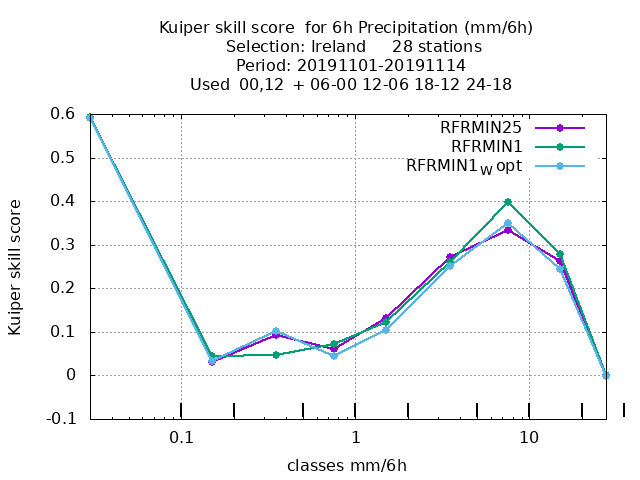 Kuiper skill score  for 6h Precipitation (mm/6h)
Selection: Ireland     28 stations
Period: 20191101-20191114
Used  00,12  + 06-00 12-06 18-12 24-18
RFRMIN25
RFRMIN1
RFRMIN1W opt
Kuiper skill score
0.6
0.5
0.4
0.3
0.2
0.1
0
-0.1
0.1
1
10
classes mm/6h